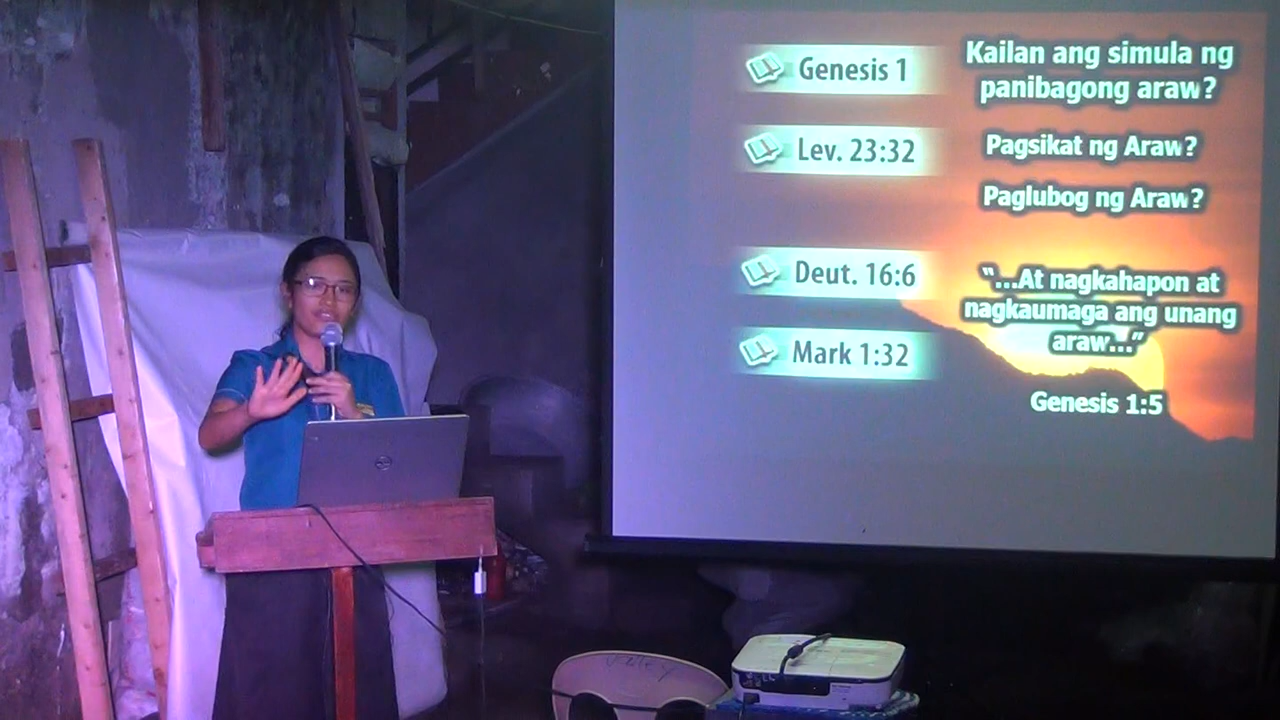 Genesis 1
Lev. 23:32
Deut. 16:6
Mark 1:32
Kailan ang simula ng
panibagong araw?
Pagsikat ng Araw?
Paglubog ng Araw?
"...At nagkahapon at
nagkaumaga ang unang
araw..."
Genesis 1:5